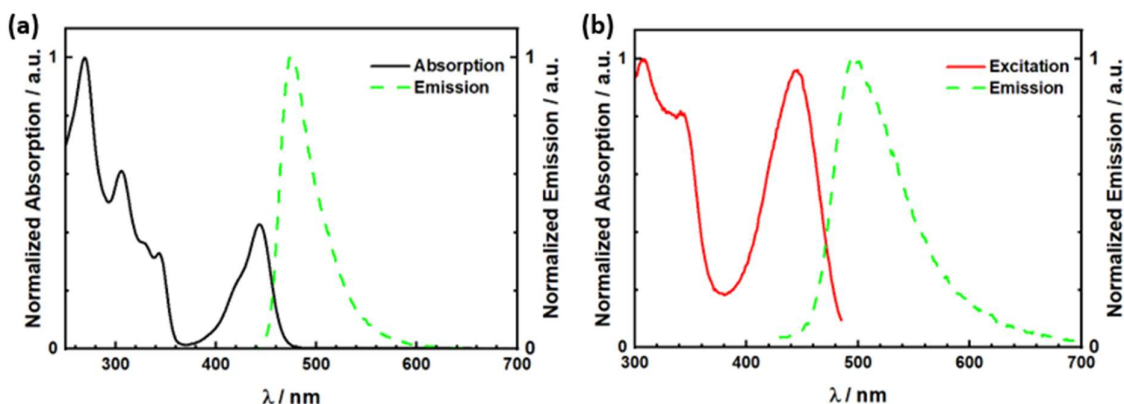 (a)
Normalized Absorption / a.u.
1
0
300 400 500 600 700
λ / nm
1
0
Normalized Emission / a.u.
Absorption
Emission
(b)
Normalized Absorption / a.u.
1
0
300 400 500 600 700
λ / nm
1
0
Normalized Emission / a.u.
Excitation
Emission